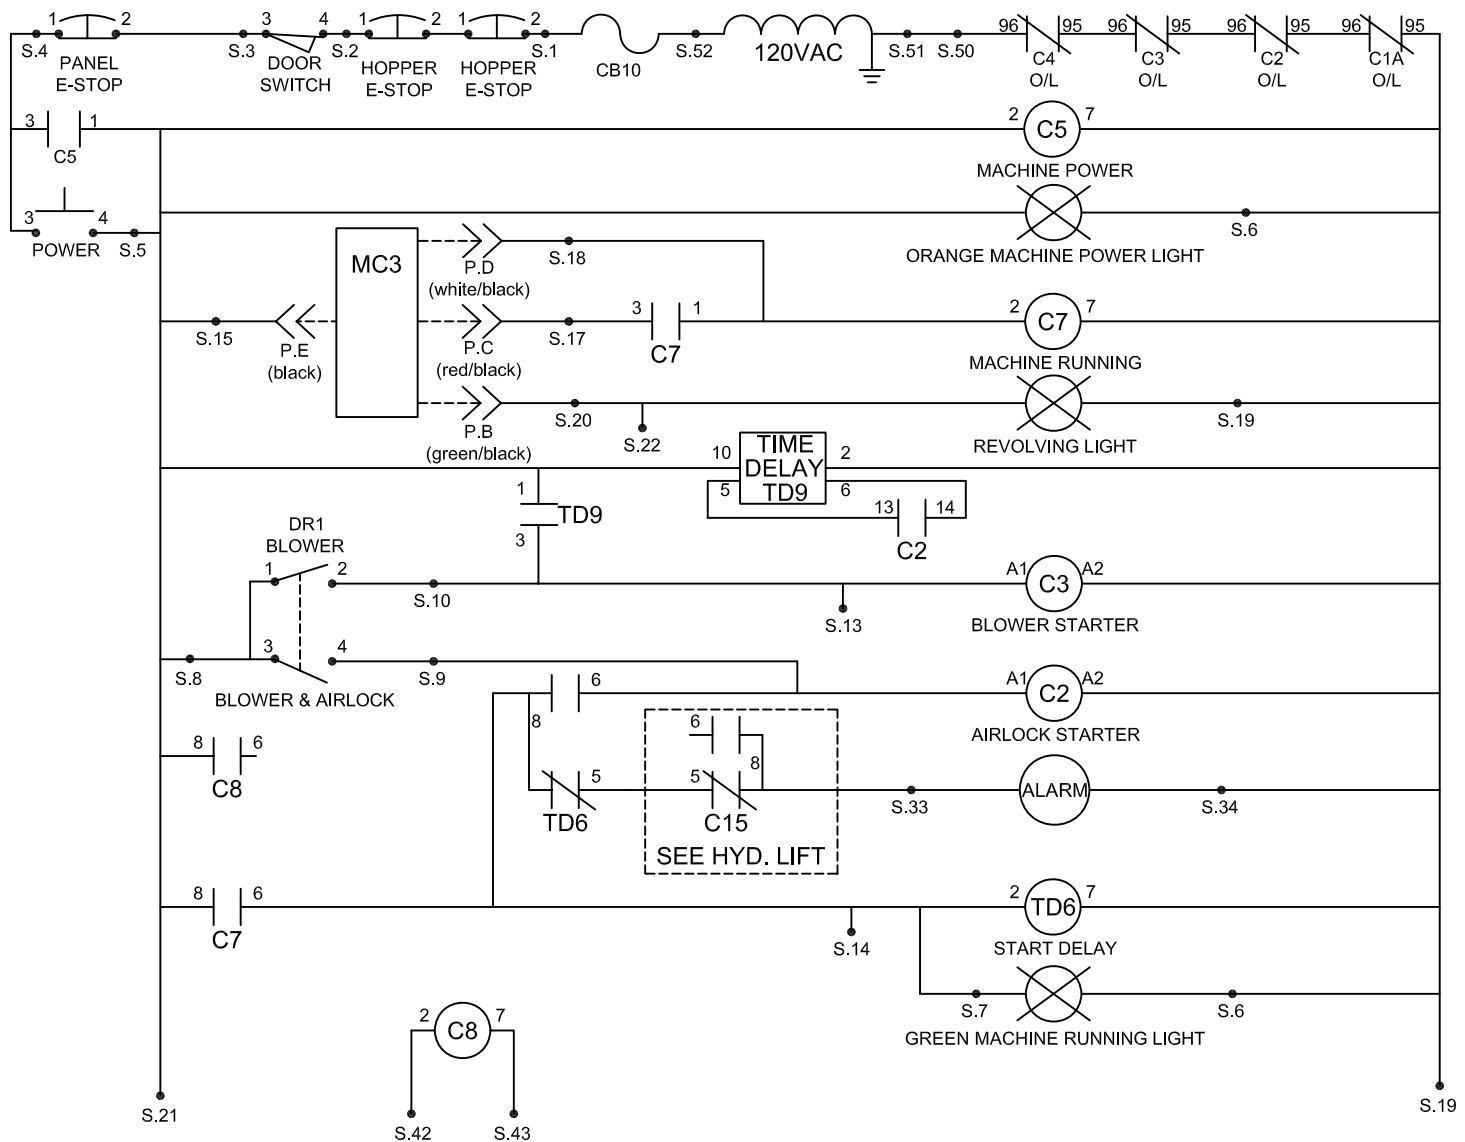 1 2 3 4 1 2 1 2 96 95 96 95 96 95 96 95
S.4 S.3 S.2 S.1 S.52 120VAC S.51 S.50
PANEL
E-STOP
DOOR
SWITCH
HOPPER
E-STOP
HOPPER
E-STOP
CB10
C4
O/L
C3
O/L
C2
O/L
C1A
O/L
3 1
C5
2 C5 7
MACHINE POWER
3 4
POWER S.5
S.6
ORANGE MACHINE POWER LIGHT
MC3
P.D
(white/black)
S.18
S.15
P.E
(black)
P.C
(red/black)
S.17
3 1
C7
2 C7 7
MACHINE RUNNING
P.B
(green/black)
S.20
S.22
S.19
REVOLVING LIGHT
10 TIME 2
DELAY
5 TD9 6
13 14
C2
1
TD9
3
DR1
BLOWER
1 2
S.10
S.13
A1 C3 A2
BLOWER STARTER
3 4
S.8
S.9
BLOWER & AIRLOCK
6
8
A1 C2 A2
AIRLOCK STARTER
8 6
C8
6
8
5
TD6
5
C15
SEE HYD. LIFT
S.33
ALARM
S.34
8 6
C7
S.14
2 TD6 7
START DELAY
S.7
S.6
GREEN MACHINE RUNNING LIGHT
2 C8 7
S.21
S.42
S.43
S.19